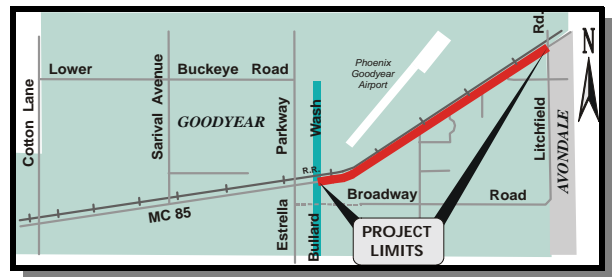 Rd.
N
Phoenix
Goodyear
Airport
Lower Buckeye Road
Cotton Lane
Sarival Avenue
GOODYEAR
Parkway
Wash
Litchfield
AVONDALE
R.R.
Broadway Road
MC 85
Estrella
Bullard
PROJECT
LIMITS